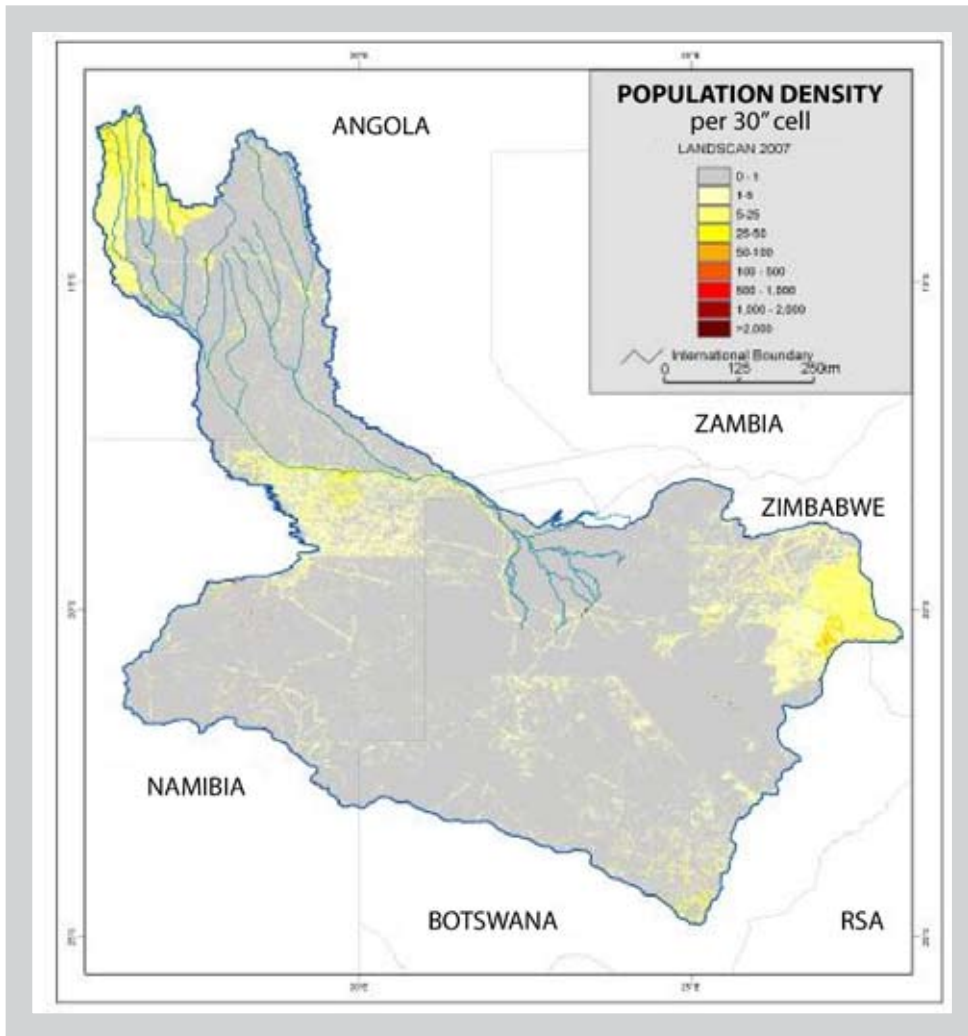 POPULATION DENSITY
per 30" cell
LANDSCAN 2007
0 - 1
1-5
5-25
25-50
50-100
100 - 500
500 - 1,000
1,000 - 2,000
>2,000
International Boundary
0 125 250km
ANGOLA
ZAMBIA
ZIMBABWE
NAMIBIA
BOTSWANA
RSA
20°E
25°E